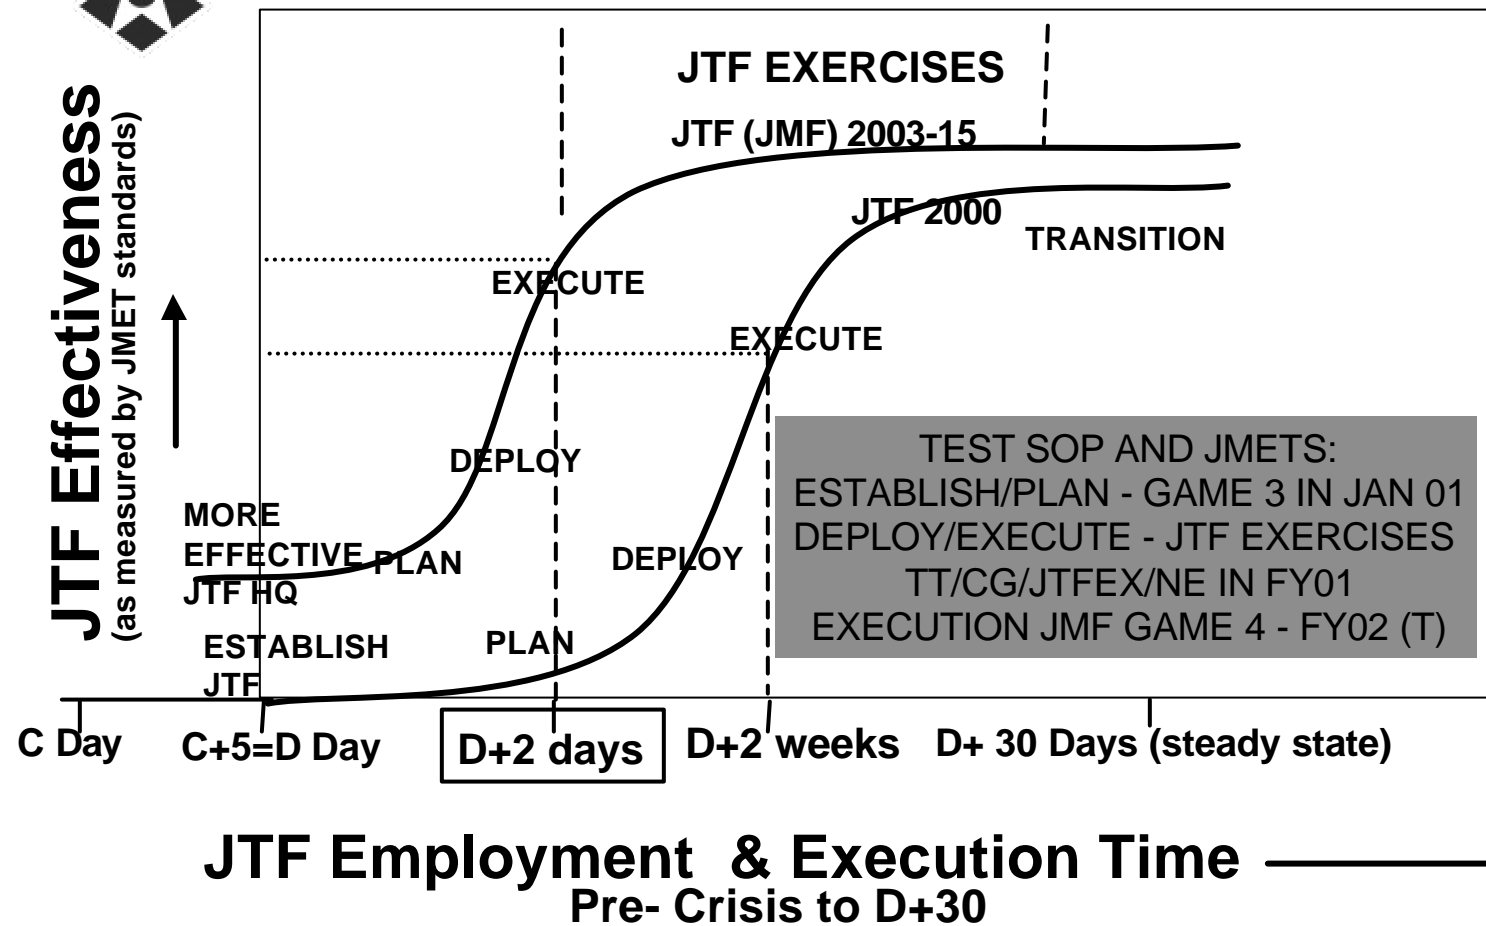 JTF EXERCISES
JTF (JMF) 2003-15
JTF 2000
TRANSITION
EXECUTE
EXECUTE
DEPLOY
DEPLOY
MORE
EFFECTIVE
JTF HQ
PLAN
ESTABLISH
JTF
PLAN
JTF Effectiveness
(as measured by JMET standards)
TEST SOP AND JMETS:
ESTABLISH/PLAN - GAME 3 IN JAN 01
DEPLOY/EXECUTE - JTF EXERCISES
TT/CG/JTFEX/NE IN FY01
EXECUTION JMF GAME 4 - FY02 (T)
C Day
C+5=D Day
D+2 days
D+2 weeks
D+ 30 Days (steady state)
JTF Employment & Execution Time
Pre- Crisis to D+30